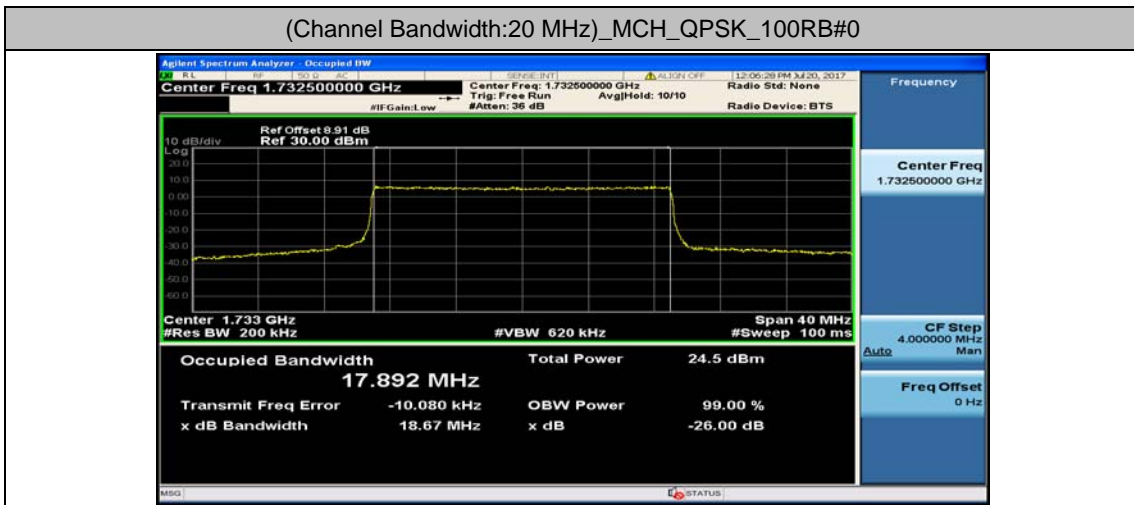 (Channel Bandwidth:20 MHz)_MCH_QPSK_100RB#0
Agilent Spectrum Analyzer - Occupied BW
RL RF 50 Ω AC SENSE:INT ALIGN OFF 12:06:28 PM Jul 20, 2017
Center Freq 1.732500000 GHz
Center Freq: 1.732500000 GHz
Radio Std: None
Trig: Free Run
Avg|Hold: 10/10
#IFGain:Low
#Atten: 36 dB
Radio Device: BTS
Ref Offset 8.91 dB
10 dB/div Ref 30.00 dBm
Log
20.0
10.0
0.00
-10.0
-20.0
-30.0
-40.0
-50.0
-60.0
Center 1.733 GHz Span 40 MHz
#Res BW 200 kHz #VBW 620 kHz #Sweep 100 ms
Occupied Bandwidth Total Power 24.5 dBm
17.892 MHz
Transmit Freq Error -10.080 kHz OBW Power 99.00 %
x dB Bandwidth 18.67 MHz x dB -26.00 dB
MSG STATUS
Frequency
Center Freq
1.732500000 GHz
CF Step
4.000000 MHz
Auto Man
Freq Offset
0 Hz